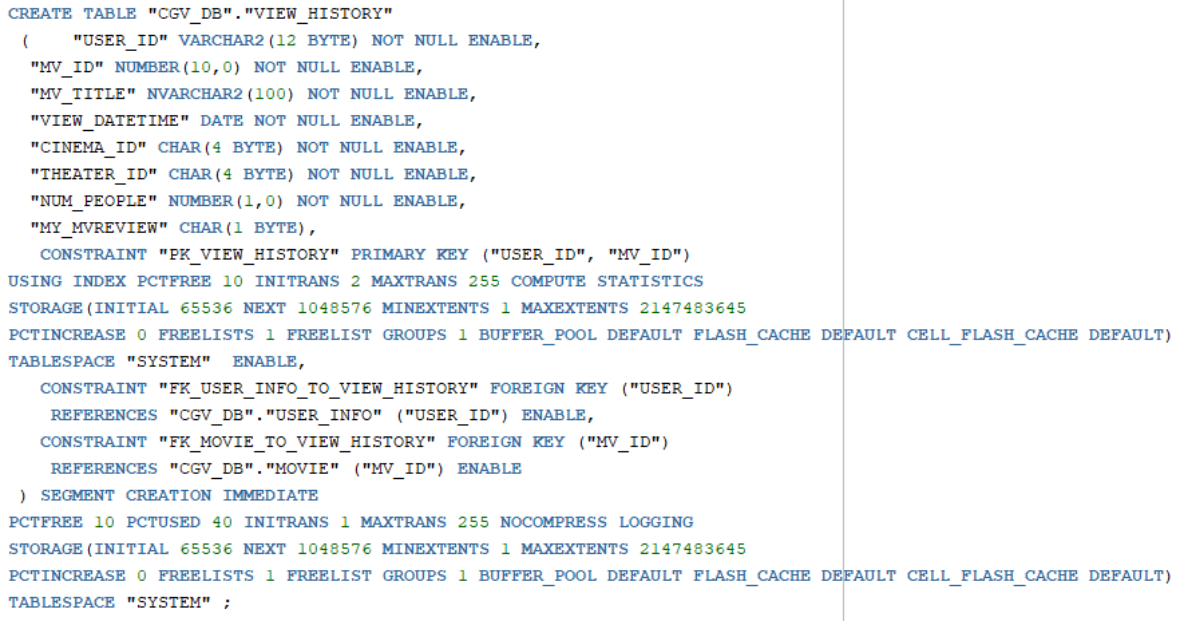 CREATE TABLE "CGV_DB"."VIEW_HISTORY"
( "USER_ID" VARCHAR2(12 BYTE) NOT NULL ENABLE,
"MV_ID" NUMBER(10,0) NOT NULL ENABLE,
"MV_TITLE" NVARCHAR2(100) NOT NULL ENABLE,
"VIEW_DATETIME" DATE NOT NULL ENABLE,
"CINEMA_ID" CHAR(4 BYTE) NOT NULL ENABLE,
"THEATER_ID" CHAR(4 BYTE) NOT NULL ENABLE,
"NUM_PEOPLE" NUMBER(1,0) NOT NULL ENABLE,
"MY_MVREVIEW" CHAR(1 BYTE),
CONSTRAINT "PK_VIEW_HISTORY" PRIMARY KEY ("USER_ID", "MV_ID")
USING INDEX PCTFREE 10 INITRANS 2 MAXTRANS 255 COMPUTE STATISTICS
STORAGE(INITIAL 65536 NEXT 1048576 MINEXTENTS 1 MAXEXTENTS 2147483645
PCTINCREASE 0 FREELISTS 1 FREELIST GROUPS 1 BUFFER_POOL DEFAULT FLASH_CACHE DEFAULT CELL_FLASH_CACHE DEFAULT)
TABLESPACE "SYSTEM" ENABLE,
CONSTRAINT "FK_USER_INFO_TO_VIEW_HISTORY" FOREIGN KEY ("USER_ID")
REFERENCES "CGV_DB"."USER_INFO" ("USER_ID") ENABLE,
CONSTRAINT "FK_MOVIE_TO_VIEW_HISTORY" FOREIGN KEY ("MV_ID")
REFERENCES "CGV_DB"."MOVIE" ("MV_ID") ENABLE
) SEGMENT CREATION IMMEDIATE
PCTFREE 10 PCTUSED 40 INITRANS 1 MAXTRANS 255 NOCOMPRESS LOGGING
STORAGE(INITIAL 65536 NEXT 1048576 MINEXTENTS 1 MAXEXTENTS 2147483645
PCTINCREASE 0 FREELISTS 1 FREELIST GROUPS 1 BUFFER_POOL DEFAULT FLASH_CACHE DEFAULT CELL_FLASH_CACHE DEFAULT)
TABLESPACE "SYSTEM" ;